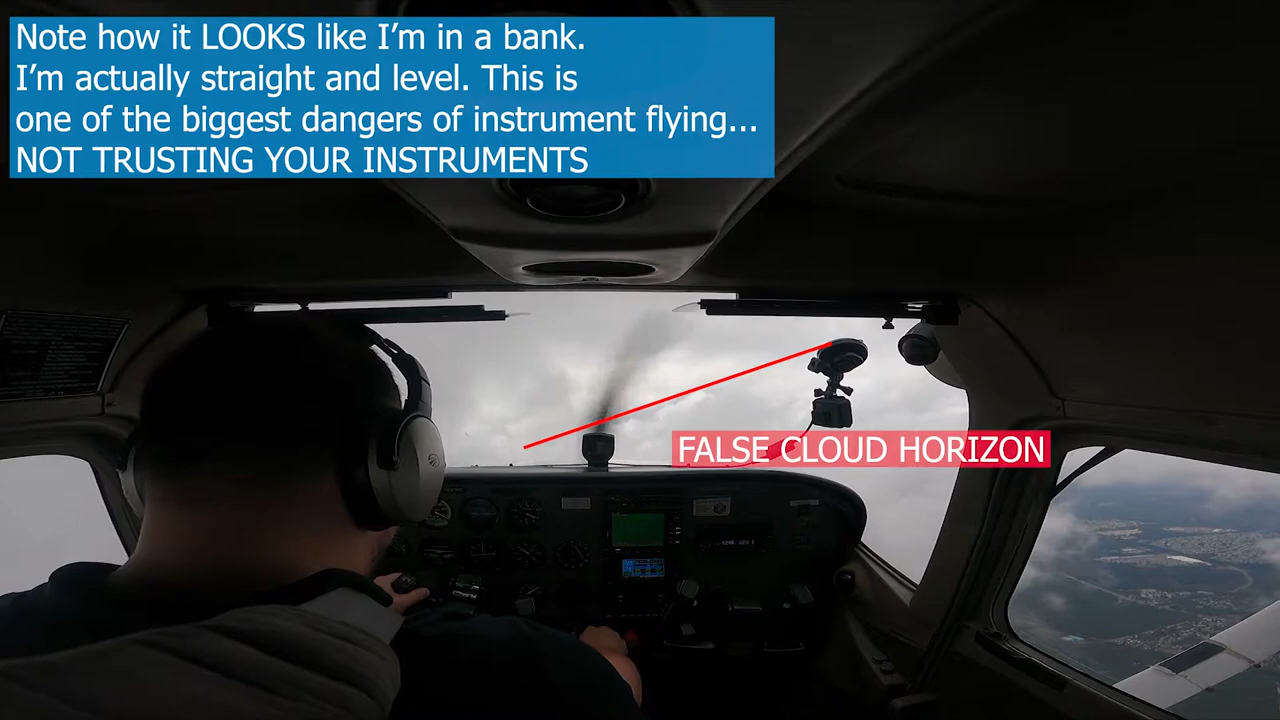 Note how it LOOKS like I’m in a bank.
I’m actually straight and level. This is
one of the biggest dangers of instrument flying...
NOT TRUSTING YOUR INSTRUMENTS
FALSE CLOUD HORIZON